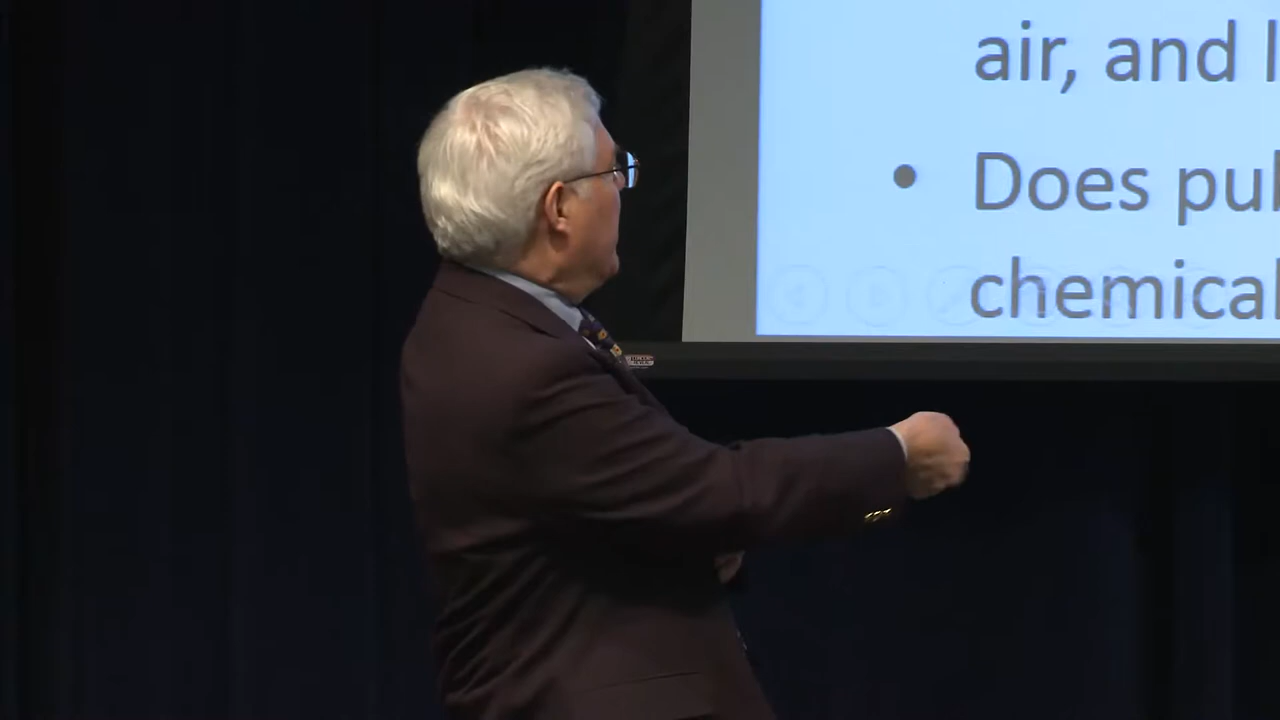 air, and
• Does
chemical